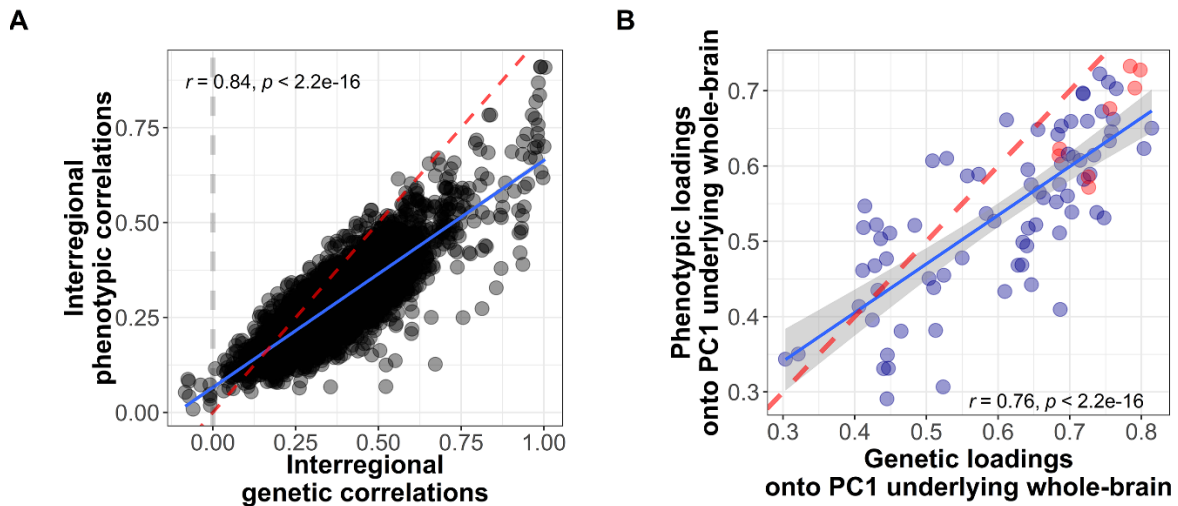 A
Interregional
phenotypic correlations
r = 0.84, p < 2.2e-16
0.75
0.50
0.25
0.00
0.00 0.25 0.50 0.75 1.00
Interregional
genetic correlations
B
Phenotypic loadings
onto PC1 underlying whole-brain
0.7
0.6
0.5
0.4
0.3
r = 0.76, p < 2.2e-16
0.3 0.4 0.5 0.6 0.7 0.8
Genetic loadings
onto PC1 underlying whole-brain